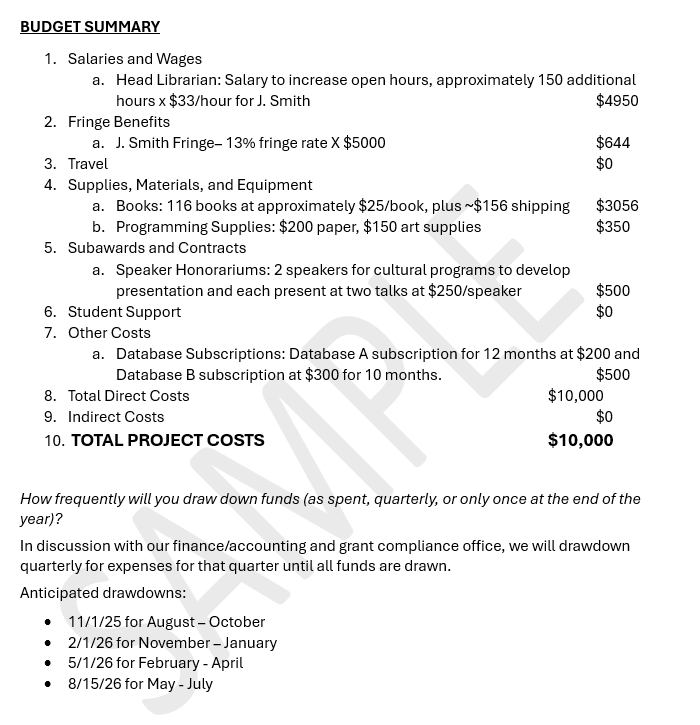 BUDGET SUMMARY
1. Salaries and Wages
a. Head Librarian: Salary to increase open hours, approximately 150 additional
hours x $33/hour for J. Smith $4950
2. Fringe Benefits
a. J. Smith Fringe– 13% fringe rate X $5000 $644
3. Travel $0
4. Supplies, Materials, and Equipment
a. Books: 116 books at approximately $25/book, plus ~$156 shipping $3056
b. Programming Supplies: $200 paper, $150 art supplies $350
5. Subawards and Contracts
a. Speaker Honorariums: 2 speakers for cultural programs to develop
presentation and each present at two talks at $250/speaker $500
6. Student Support $0
7. Other Costs
a. Database Subscriptions: Database A subscription for 12 months at $200 and
Database B subscription at $300 for 10 months. $500
8. Total Direct Costs $10,000
9. Indirect Costs $0
10. TOTAL PROJECT COSTS $10,000
How frequently will you draw down funds (as spent, quarterly, or only once at the end of the
year)?
In discussion with our finance/accounting and grant compliance office, we will drawdown
quarterly for expenses for that quarter until all funds are drawn.
Anticipated drawdowns:
• 11/1/25 for August – October
• 2/1/26 for November – January
• 5/1/26 for February - April
• 8/15/26 for May - July
SAMPLE